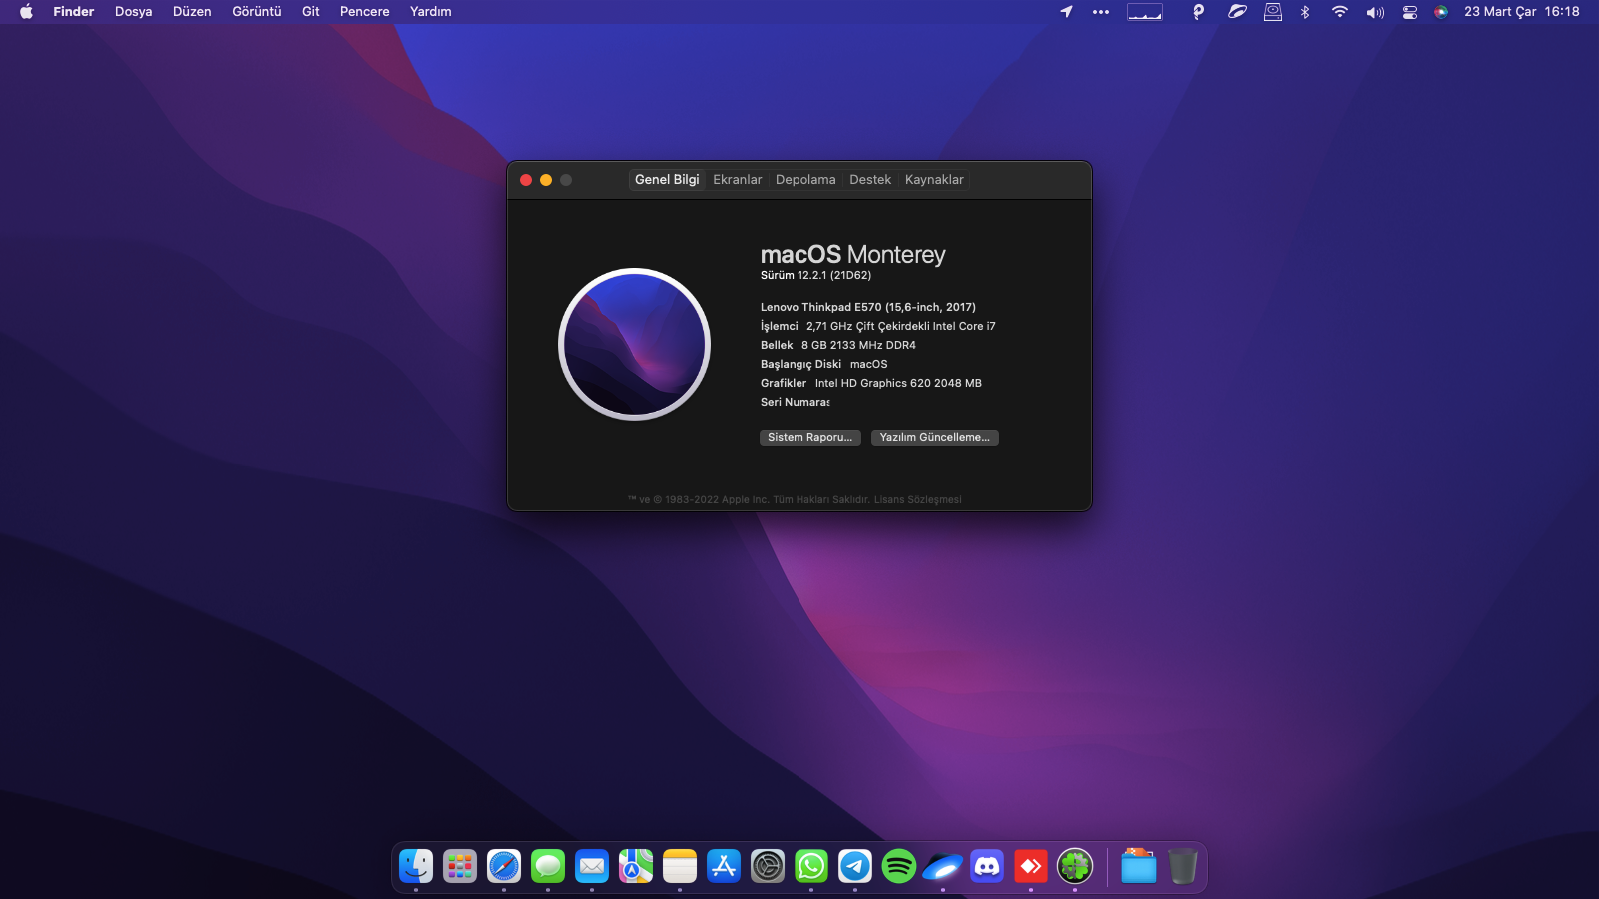 Finder Dosya Düzen Görüntü Git Pencere Yardım 23 Mart Çar 16:18
Genel Bilgi Ekranlar Depolama Destek Kaynaklar
macOS Monterey
Sürüm 12.2.1 (21D62)
Lenovo Thinkpad E570 (15,6-inch, 2017)
İşlemci 2,71 GHz Çift Çekirdekli Intel Core i7
Bellek 8 GB 2133 MHz DDR4
Başlangıç Diski macOS
Grafikler Intel HD Graphics 620 2048 MB
Seri Numaras
Sistem Raporu... Yazılım Güncelleme...
™ ve © 1983-2022 Apple Inc. Tüm Hakları Saklıdır. Lisans Sözleşmesi